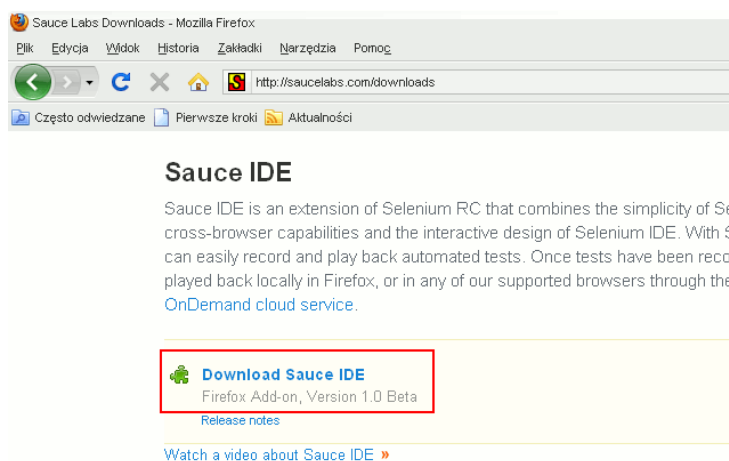 Sauce Labs Downloads - Mozilla Firefox
Plik Edycja Widok Historia Zakładki Narzędzia Pomoc
S http://saucelabs.com/downloads
Często odwiedzane Pierwsze kroki Aktualności
Sauce IDE
Sauce IDE is an extension of Selenium RC that combines the simplicity of Se
cross-browser capabilities and the interactive design of Selenium IDE. With S
can easily record and play back automated tests. Once tests have been reco
played back locally in Firefox, or in any of our supported browsers through the
OnDemand cloud service.
Download Sauce IDE
Firefox Add-on, Version 1.0 Beta
Release notes
Watch a video about Sauce IDE »